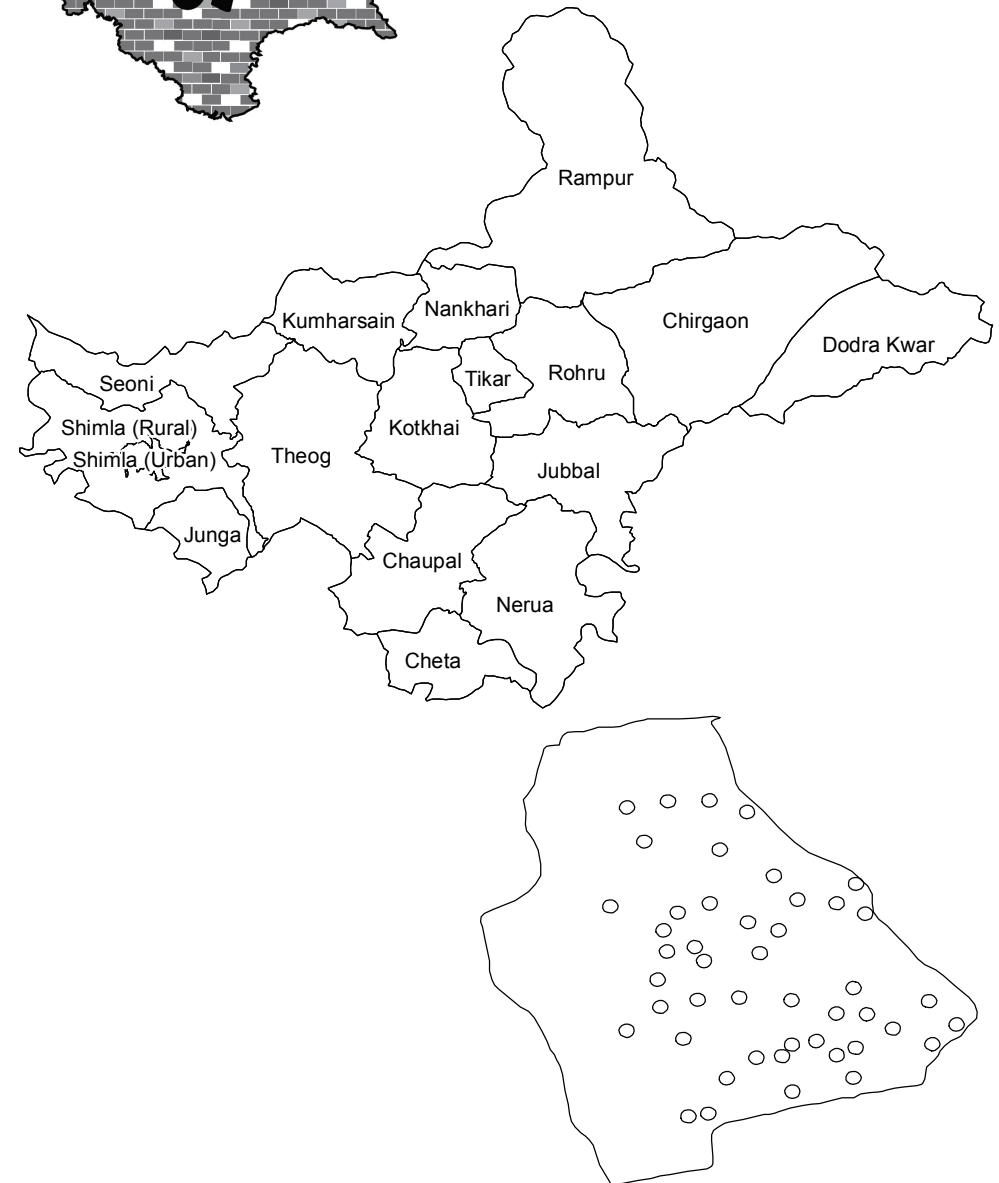 Rampur
Nankhari
Kumharsain
Chirgaon
Dodra Kwar
Seoni
Tikar
Rohru
Shimla (Rural)
Kotkhai
Shimla (Urban)
Theog
Jubbal
Junga
Chaupal
Nerua
Cheta